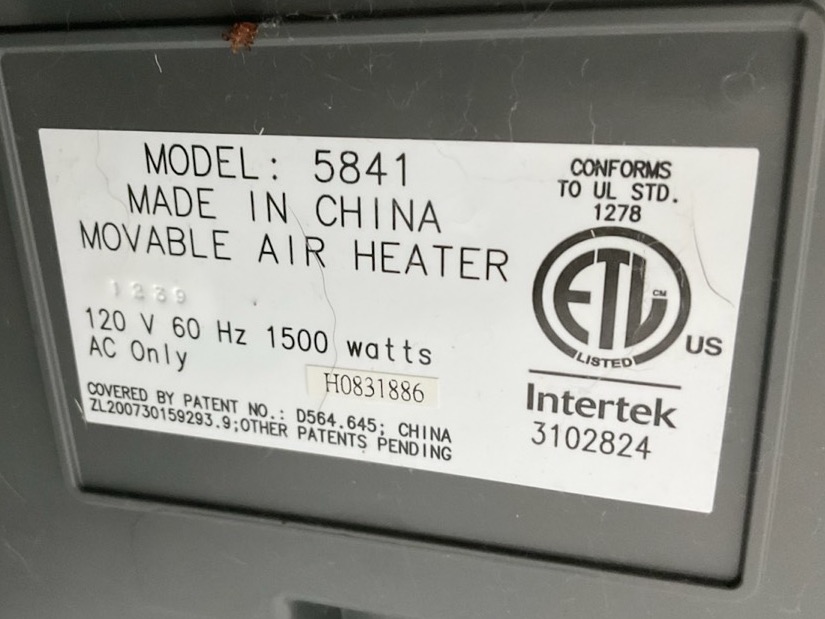 MODEL: 5841
MADE IN CHINA
MOVABLE AIR HEATER
1239
120 V 60 Hz 1500 watts
AC Only
H0831886
COVERED BY PATENT NO.: D564.645; CHINA
ZL200730159293.9;OTHER PATENTS PENDING
CONFORMS
TO UL STD.
1278
ETL
CM
LISTED
US
Intertek
3102824